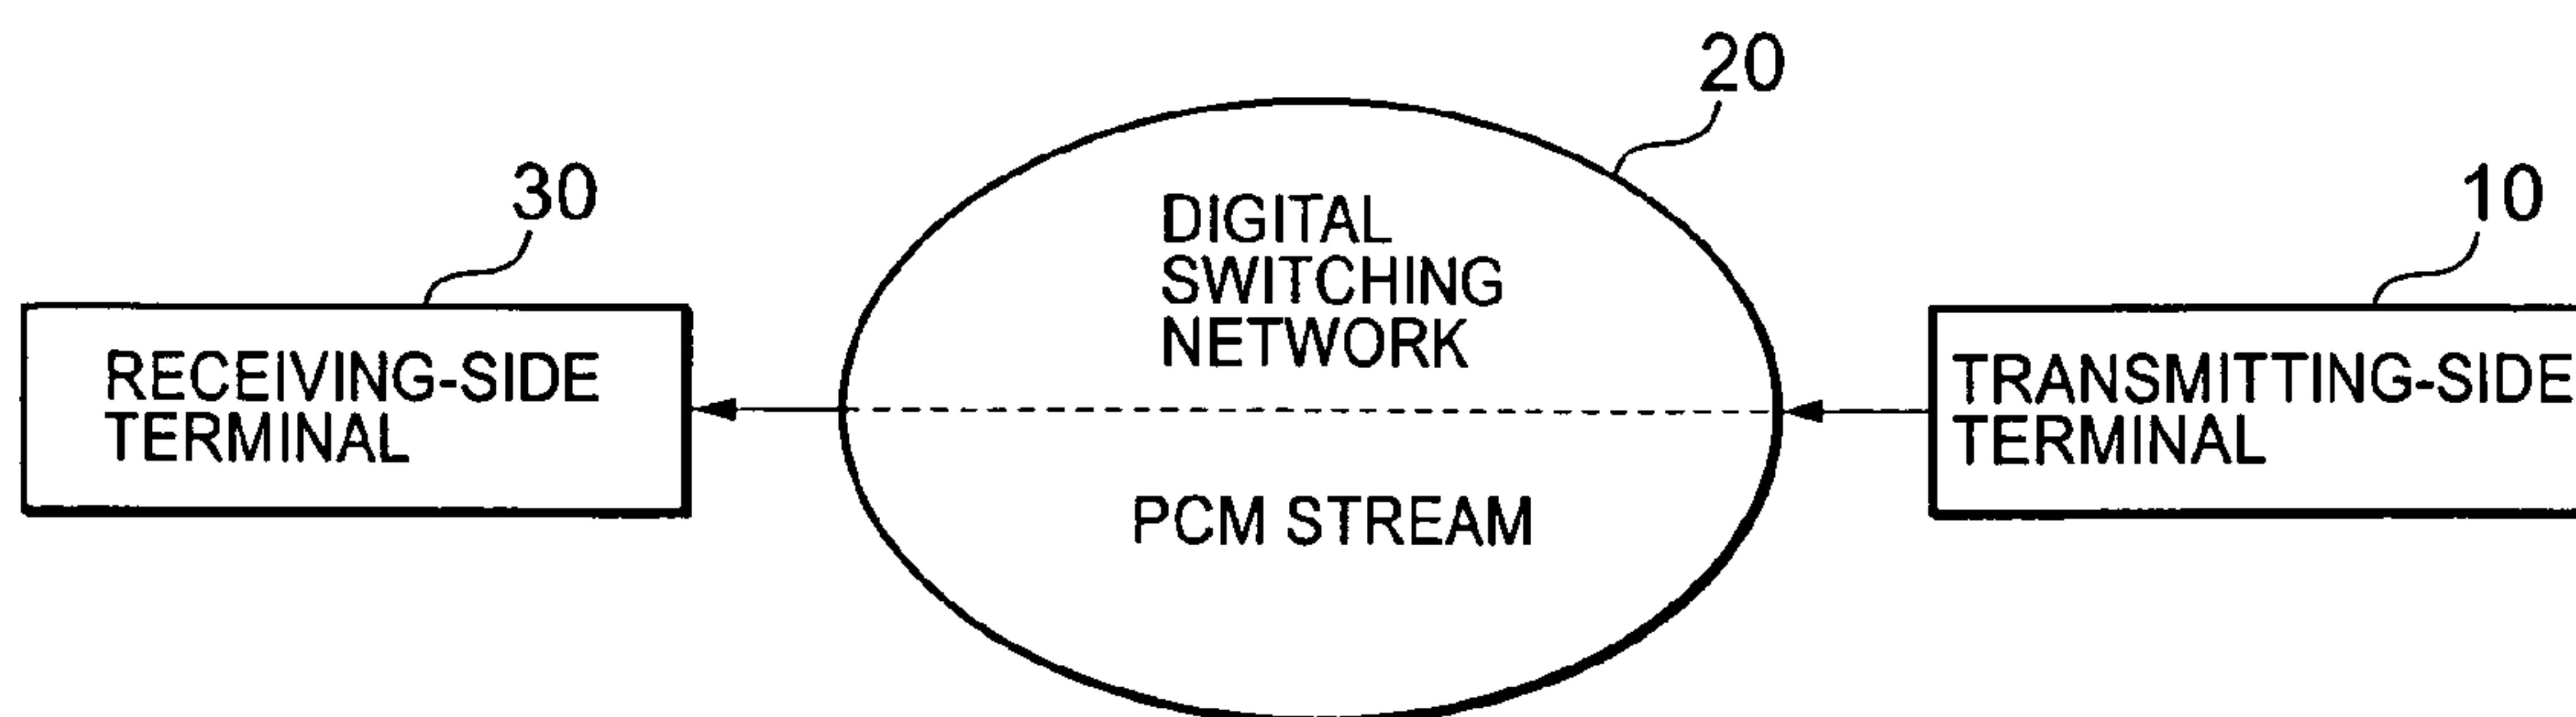 20
30
10
DIGITAL
SWITCHING
NETWORK
RECEIVING-SIDE
TERMINAL
TRANSMITTING-SIDE
TERMINAL
PCM STREAM